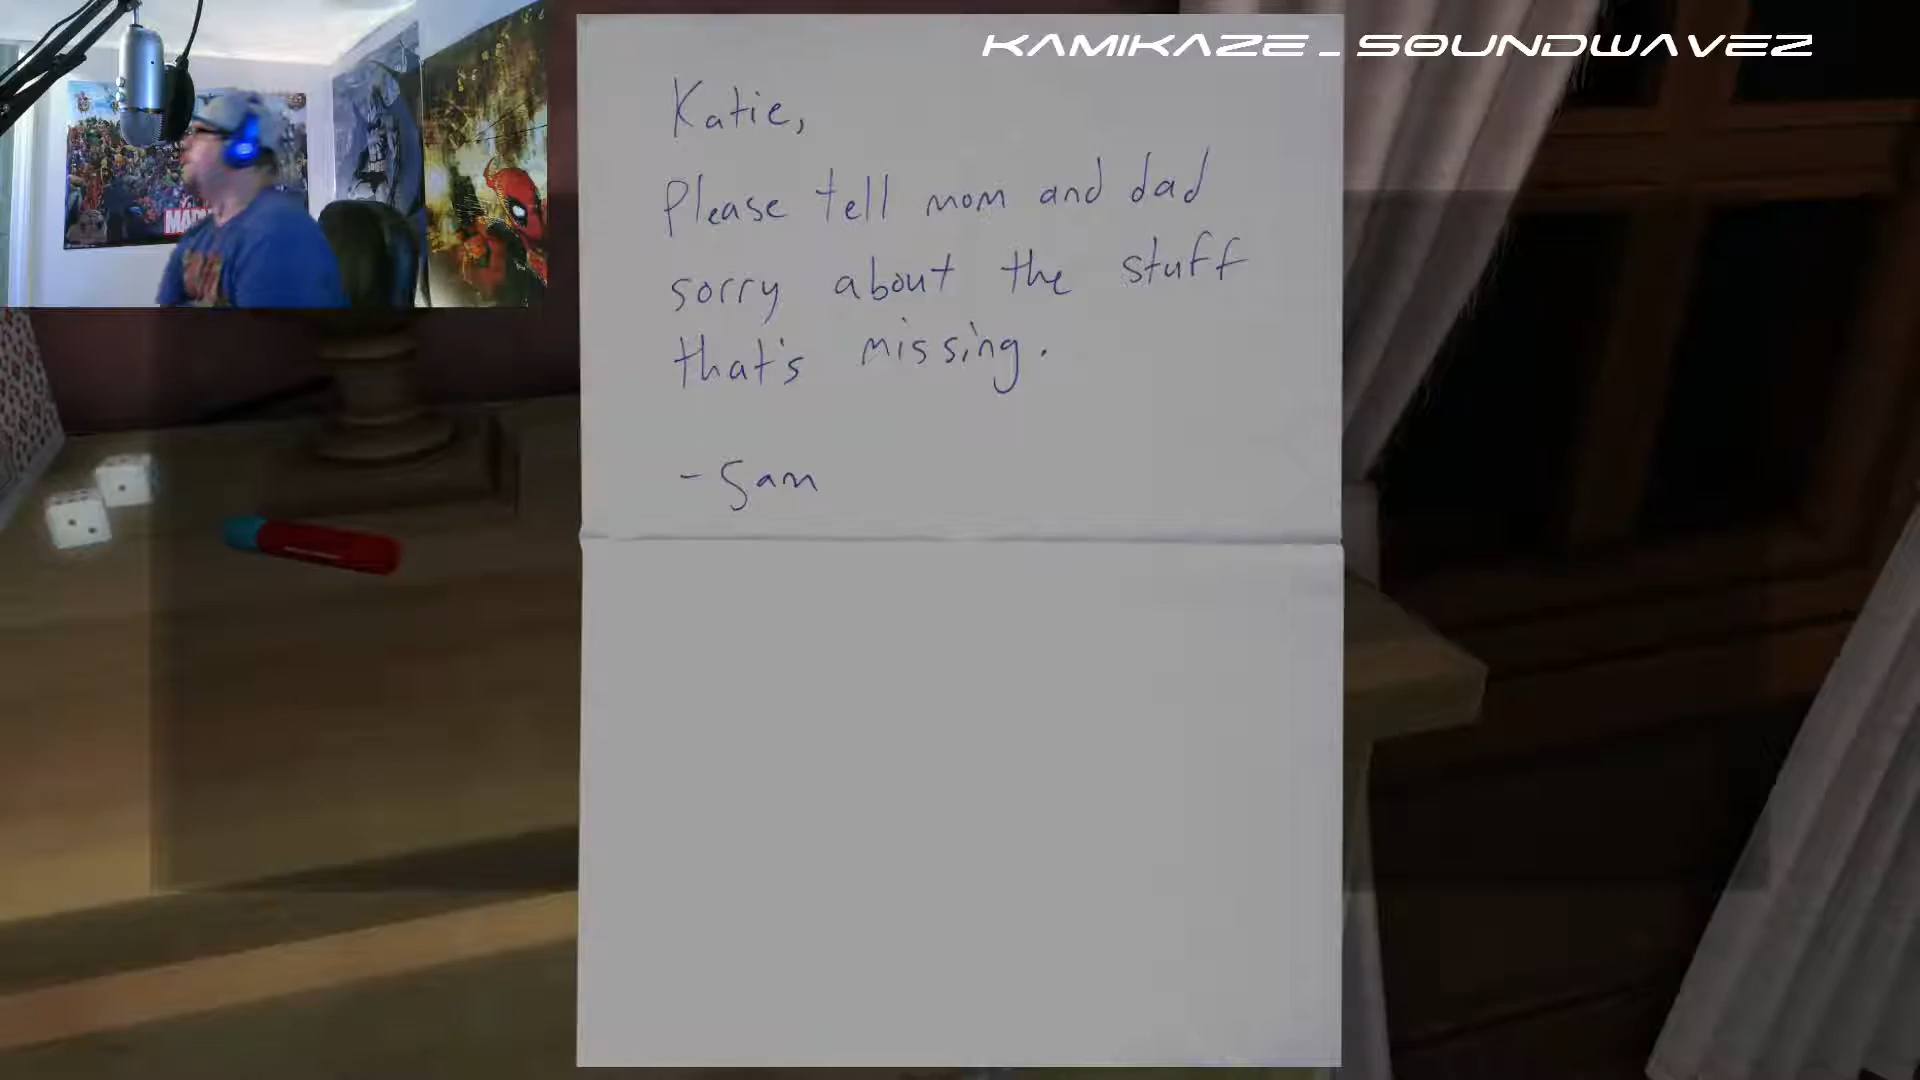 KAMIKAZE_SOUNDWAVEZ
Katie,
Please tell mom and dad
sorry about the stuff
that's missing.
- Sam